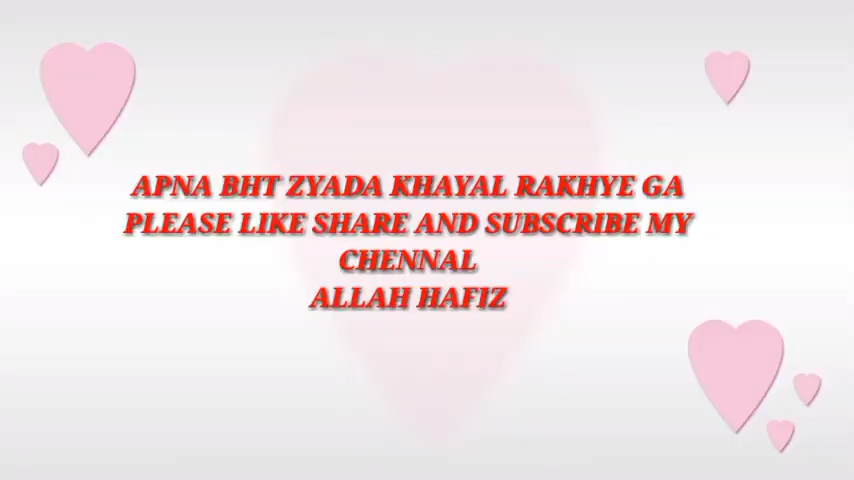 APNA BHT ZYADA KHAYAL RAKHYE GA
PLEASE LIKE SHARE AND SUBSCRIBE MY
CHENNAL
ALLAH HAFIZ